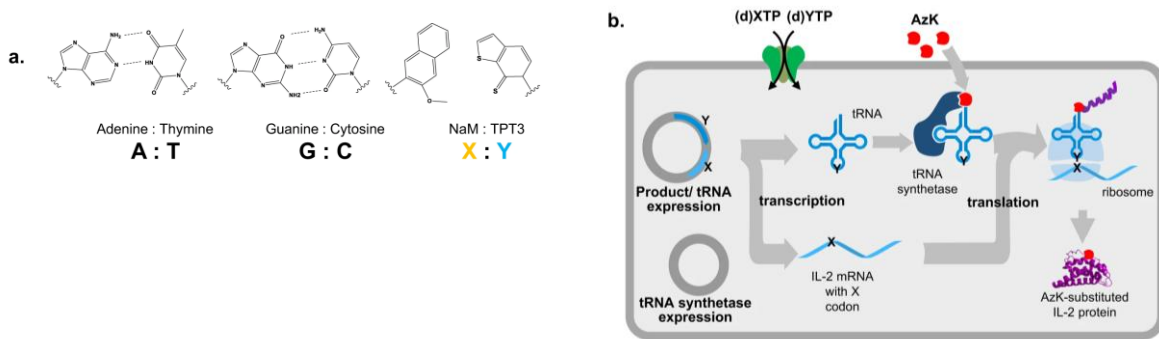 a.
NH₂
N
N
N
N
O
HN
N
O
N
N
N
O
NH
N
NH2
H₂N
N
N
O
O
S
S
Adenine : Thymine
A : T
Guanine : Cytosine
G : C
NaM : TPT3
X : Y
b.
(d)XTP (d)YTP
AzK
Y
X
Product/ tRNA
expression
transcription
tRNA
Y
tRNA
synthetase
Y
translation
Y
X
ribosome
tRNA synthetase
expression
X
IL-2 mRNA
with X
codon
AzK-substituted
IL-2 protein